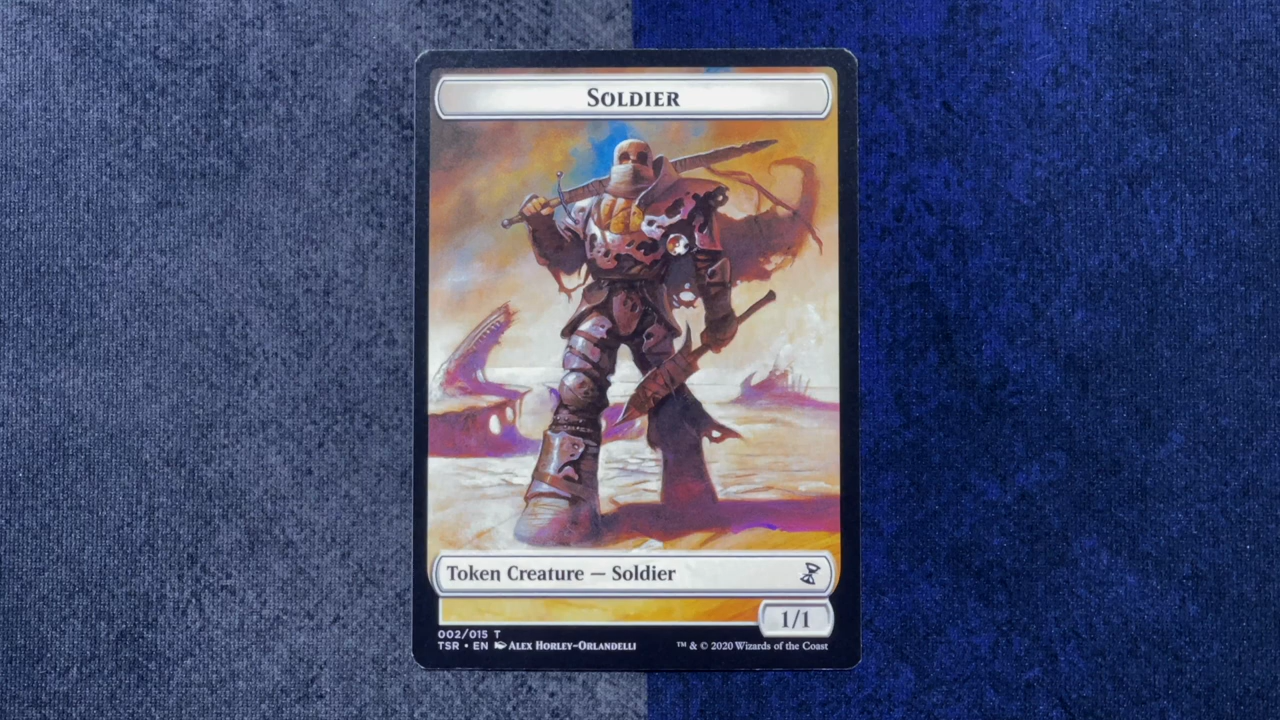 SOLDIER
Token Creature — Soldier
1/1
002/015 T
TSR • EN ALEX HORLEY-ORLANDELLI
™ & © 2020 Wizards of the Coast